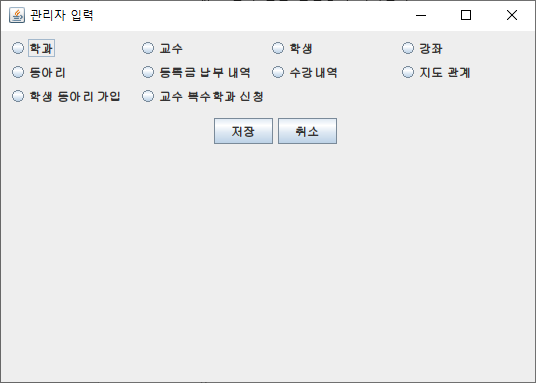 관리자 입력
학과 교수 학생 강좌
동아리 등록금 납부 내역 수강내역 지도 관계
학생 동아리 가입 교수 복수학과 신청
저장 취소